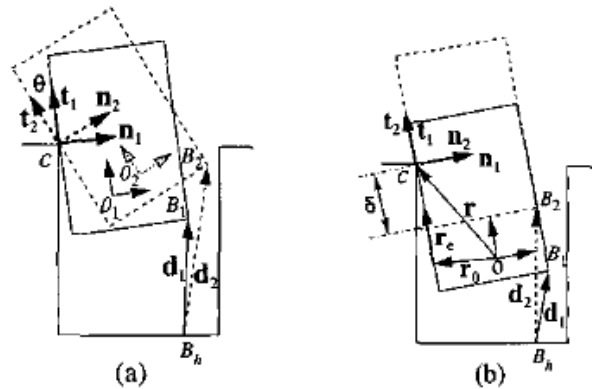 θ
t₁
t₂
n₂
n₁
C
O₂
O₁
B₂
B₁
d₁
d₂
Bₕ
(a)
t₂
t₁
n₂
n₁
C
δ
r
B₂
r_c
O
B₁
r₀
d₂
d₁
Bₕ
(b)